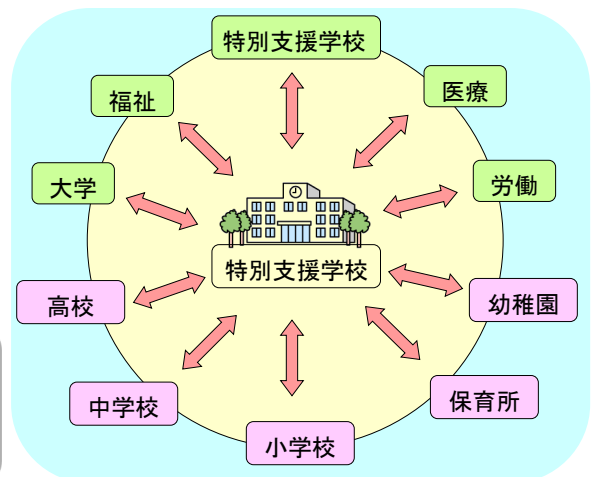 特別支援学校
福祉
医療
大学
労働
特別支援学校
高校
幼稚園
中学校
保育所
小学校